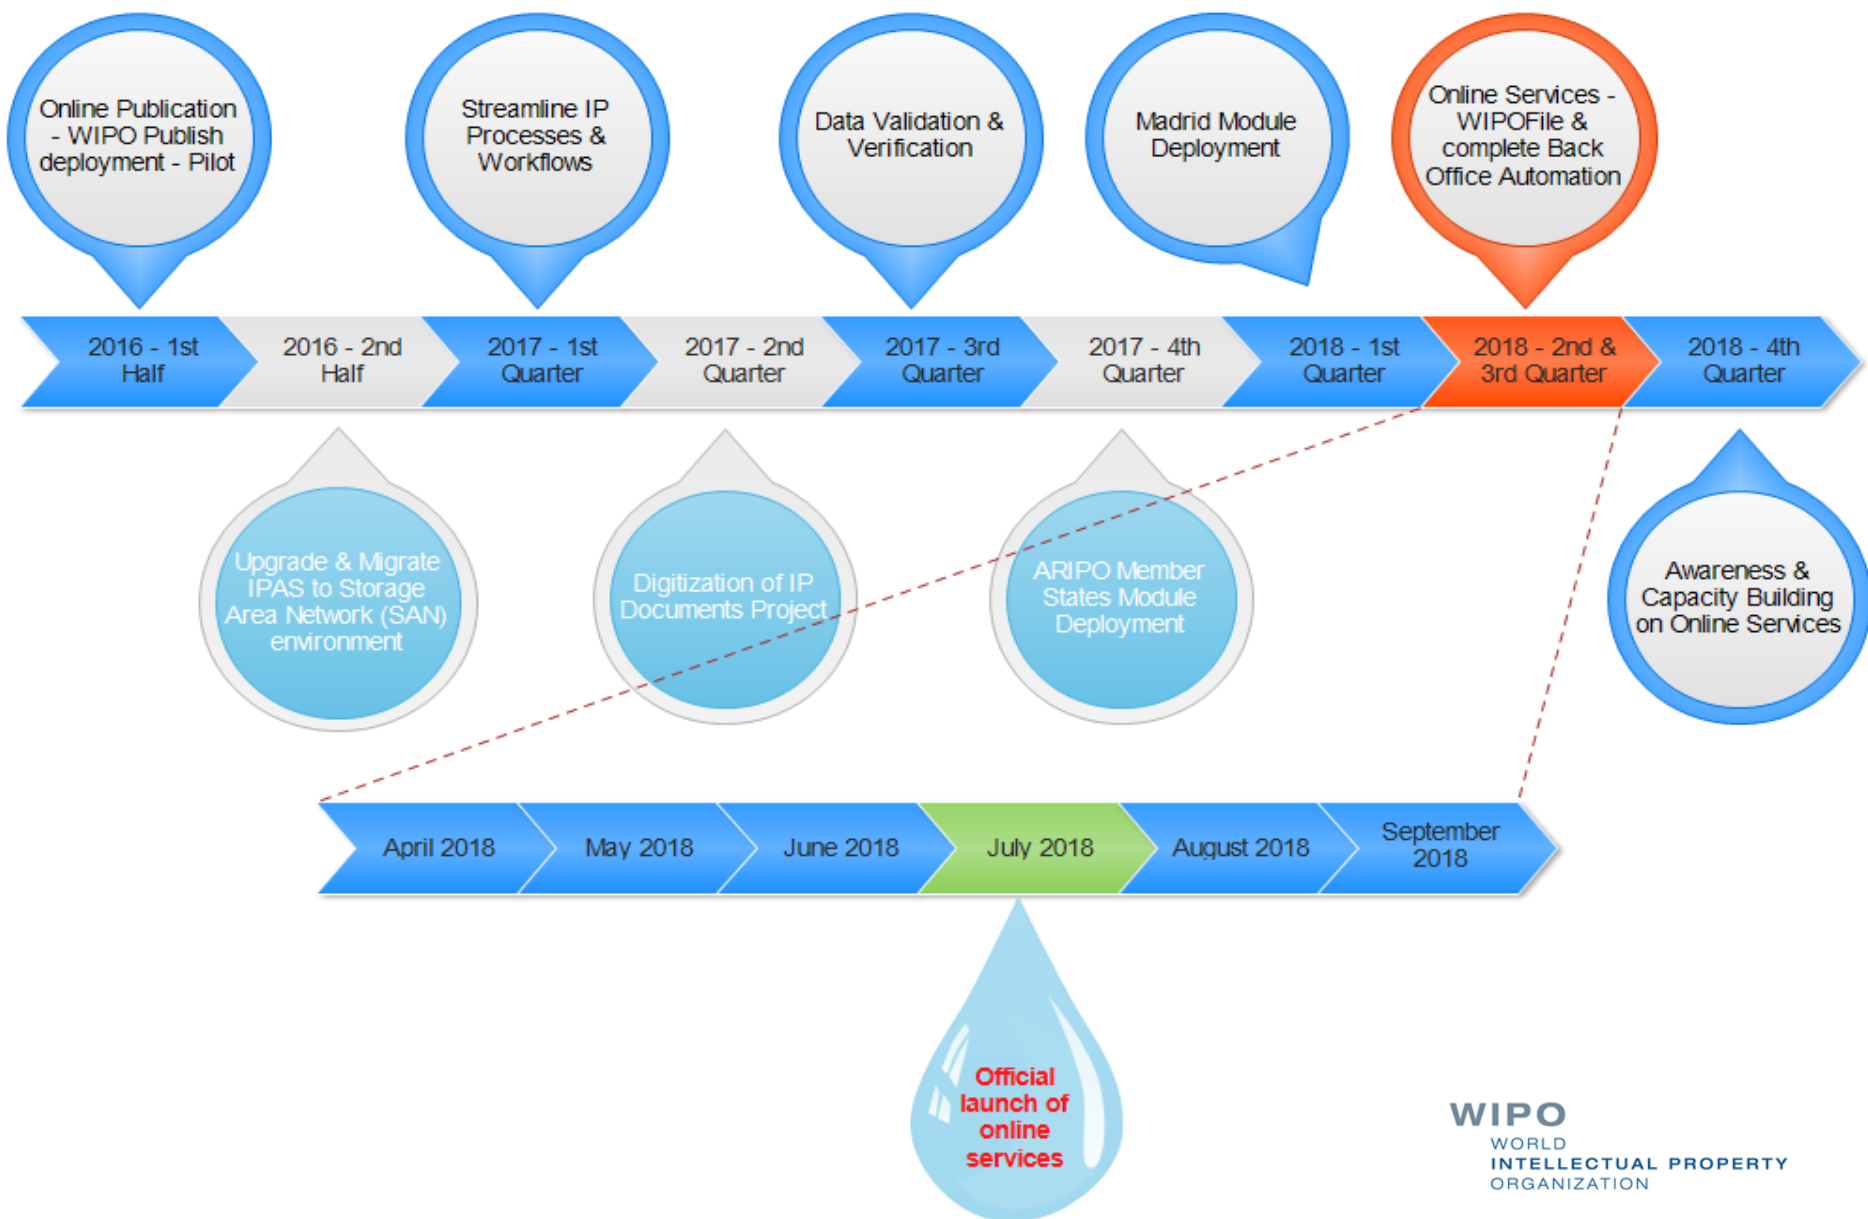 Online Publication
- WIPO Publish
deployment - Pilot
Streamline IP
Processes &
Workflows
Data Validation &
Verification
Madrid Module
Deployment
Online Services -
WIPOFile &
complete Back
Office Automation
2016 - 1st
Half
2016 - 2nd
Half
2017 - 1st
Quarter
2017 - 2nd
Quarter
2017 - 3rd
Quarter
2017 - 4th
Quarter
2018 - 1st
Quarter
2018 - 2nd &
3rd Quarter
2018 - 4th
Quarter
Upgrade & Migrate
IPAS to Storage
Area Network (SAN)
environment
Digitization of IP
Documents Project
ARIPO Member
States Module
Deployment
Awareness &
Capacity Building
on Online Services
April 2018
May 2018
June 2018
July 2018
August 2018
September
2018
Official
launch of
online
services
WIPO
WORLD
INTELLECTUAL PROPERTY
ORGANIZATION